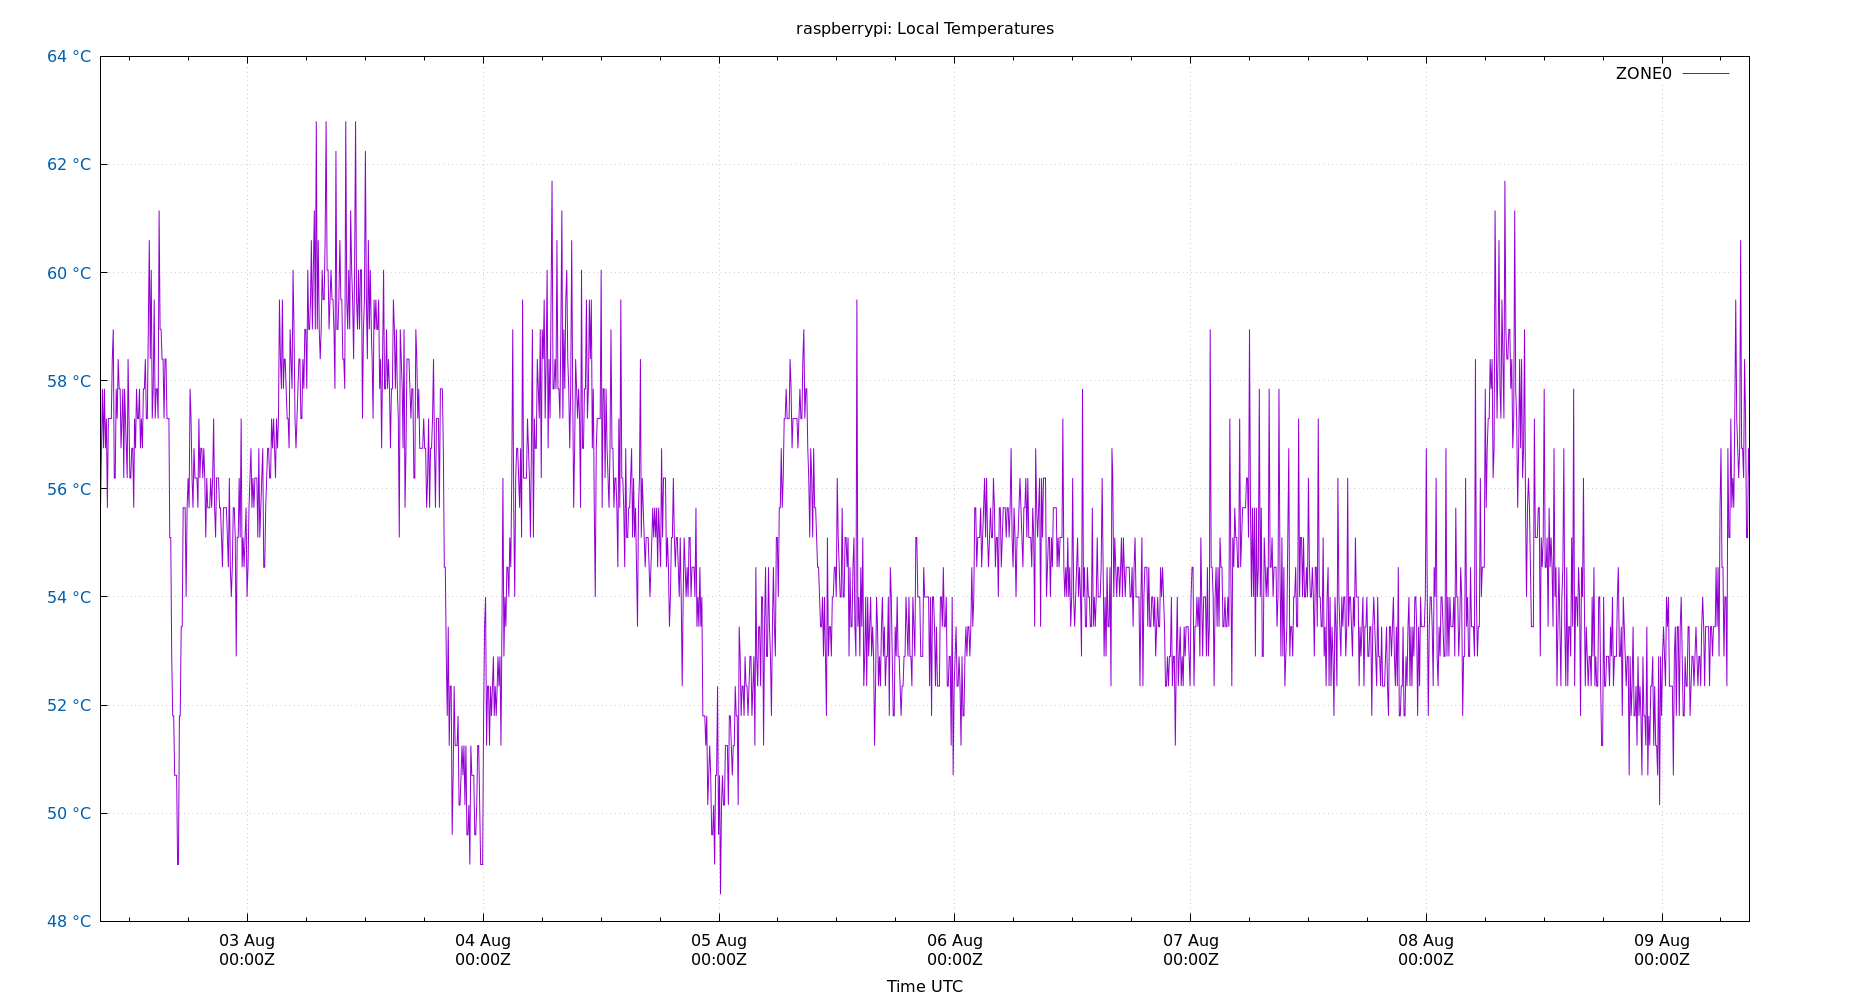 raspberrypi: Local Temperatures
ZONE0
64 °C
62 °C
60 °C
58 °C
56 °C
54 °C
52 °C
50 °C
48 °C
03 Aug 04 Aug 05 Aug 06 Aug 07 Aug 08 Aug 09 Aug
00:00Z 00:00Z 00:00Z 00:00Z 00:00Z 00:00Z 00:00Z
Time UTC